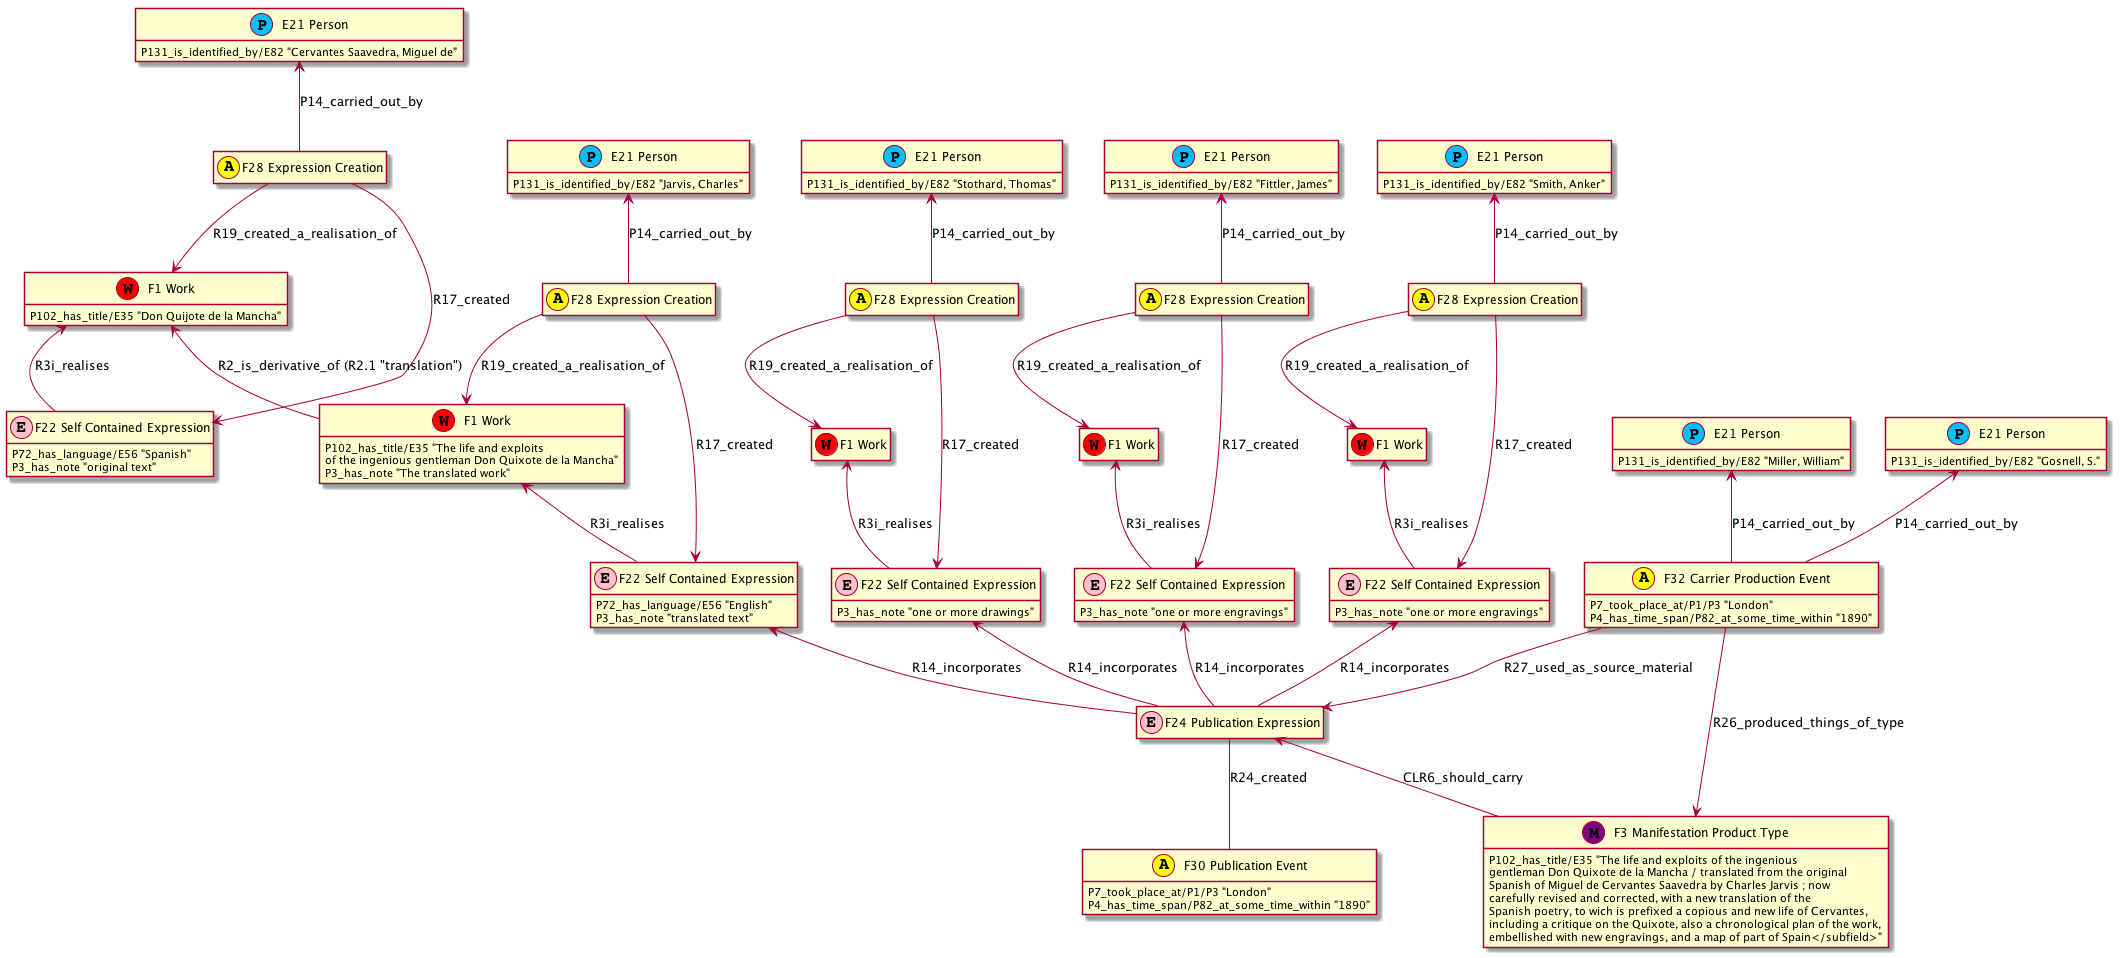 P E21 Person
P131_is_identified_by/E82 "Cervantes Saavedra, Miguel de"
P14_carried_out_by
A F28 Expression Creation
P E21 Person
P131_is_identified_by/E82 "Jarvis, Charles"
P E21 Person
P131_is_identified_by/E82 "Stothard, Thomas"
P E21 Person
P131_is_identified_by/E82 "Fittler, James"
P E21 Person
P131_is_identified_by/E82 "Smith, Anker"
R19_created_a_realisation_of
P14_carried_out_by
P14_carried_out_by
P14_carried_out_by
P14_carried_out_by
W F1 Work
P102_has_title/E35 "Don Quijote de la Mancha"
R17_created
A F28 Expression Creation
A F28 Expression Creation
A F28 Expression Creation
A F28 Expression Creation
R3i_realises
R2_is_derivative_of (R2.1 "translation")
R19_created_a_realisation_of
R19_created_a_realisation_of
R19_created_a_realisation_of
R19_created_a_realisation_of
E F22 Self Contained Expression
P72_has_language/E56 "Spanish"
P3_has_note "original text"
W F1 Work
P102_has_title/E35 "The life and exploits
of the ingenious gentleman Don Quixote de la Mancha"
P3_has_note "The translated work"
R17_created
W F1 Work
R17_created
W F1 Work
R17_created
W F1 Work
R17_created
P E21 Person
P131_is_identified_by/E82 "Miller, William"
P E21 Person
P131_is_identified_by/E82 "Gosnell, S."
R3i_realises
R3i_realises
R3i_realises
R3i_realises
P14_carried_out_by
P14_carried_out_by
E F22 Self Contained Expression
P72_has_language/E56 "English"
P3_has_note "translated text"
E F22 Self Contained Expression
P3_has_note "one or more drawings"
E F22 Self Contained Expression
P3_has_note "one or more engravings"
E F22 Self Contained Expression
P3_has_note "one or more engravings"
A F32 Carrier Production Event
P7_took_place_at/P1/P3 "London"
P4_has_time_span/P82_at_some_time_within "1890"
R14_incorporates
R14_incorporates
R14_incorporates
R14_incorporates
R27_used_as_source_material
E F24 Publication Expression
R26_produced_things_of_type
R24_created
CLR6_should_carry
A F30 Publication Event
P7_took_place_at/P1/P3 "London"
P4_has_time_span/P82_at_some_time_within "1890"
M F3 Manifestation Product Type
P102_has_title/E35 "The life and exploits of the ingenious
gentleman Don Quixote de la Mancha / translated from the original
Spanish of Miguel de Cervantes Saavedra by Charles Jarvis ; now
carefully revised and corrected, with a new translation of the
Spanish poetry, to wich is prefixed a copious and new life of Cervantes,
including a critique on the Quixote, also a chronological plan of the work,
embellished with new engravings, and a map of part of Spain</subfield>"